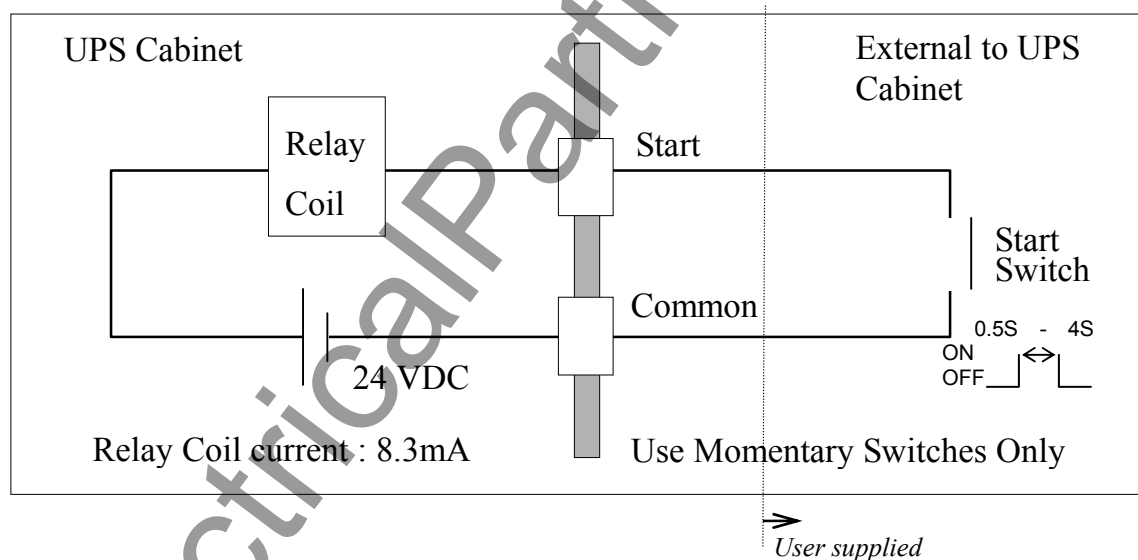 UPS Cabinet
External to UPS
Cabinet
Relay
Coil
Start
Start
Switch
Common
24 VDC
0.5S - 4S
ON
OFF
Relay Coil current : 8.3mA
Use Momentary Switches Only
User supplied